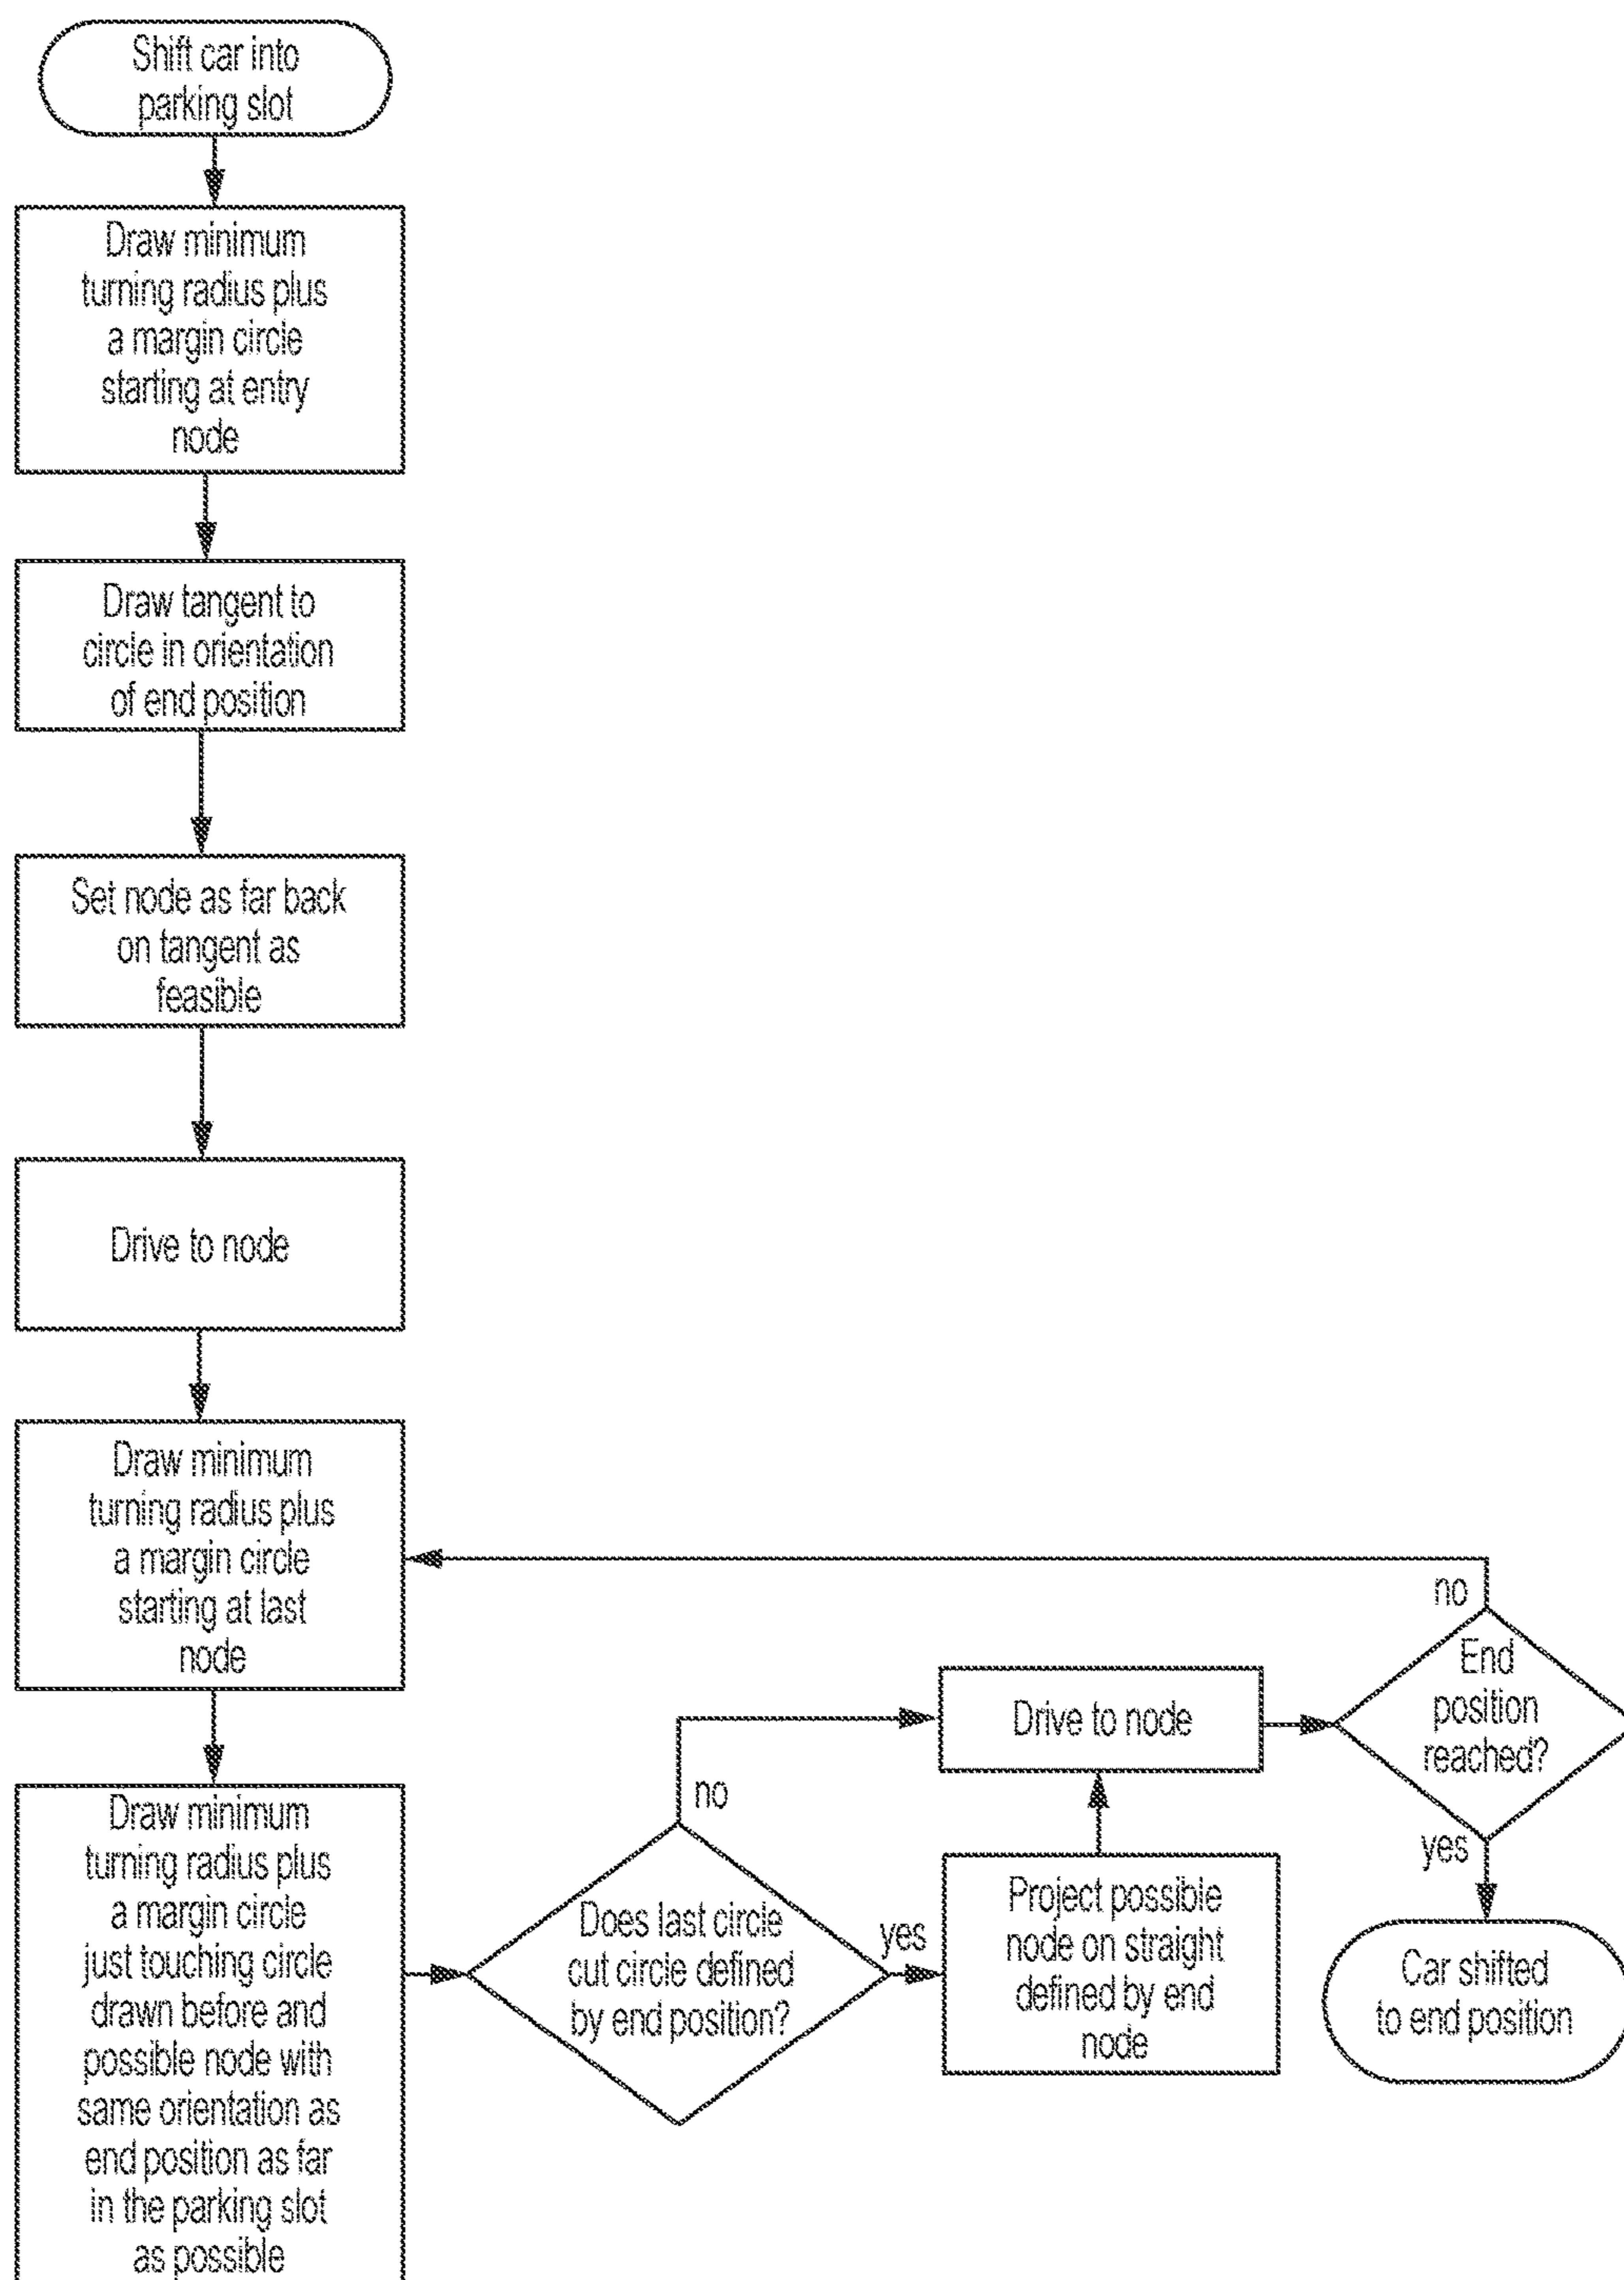 Shift car into
parking slot
Draw minimum
turning radius plus
a margin circle
starting at entry
node
Draw tangent to
circle in orientation
of end position
Set node as far back
on tangent as
feasible
Drive to node
Draw minimum
turning radius plus
a margin circle
starting at last
node
Draw minimum
turning radius plus
a margin circle
just touching circle
drawn before and
possible node with
same orientation as
end position as far
in the parking slot
as possible
Does last circle
cut circle defined
by end position?
no
yes
Project possible
node on straight
defined by end
node
Drive to node
End
position
reached?
no
yes
Car shifted
to end position